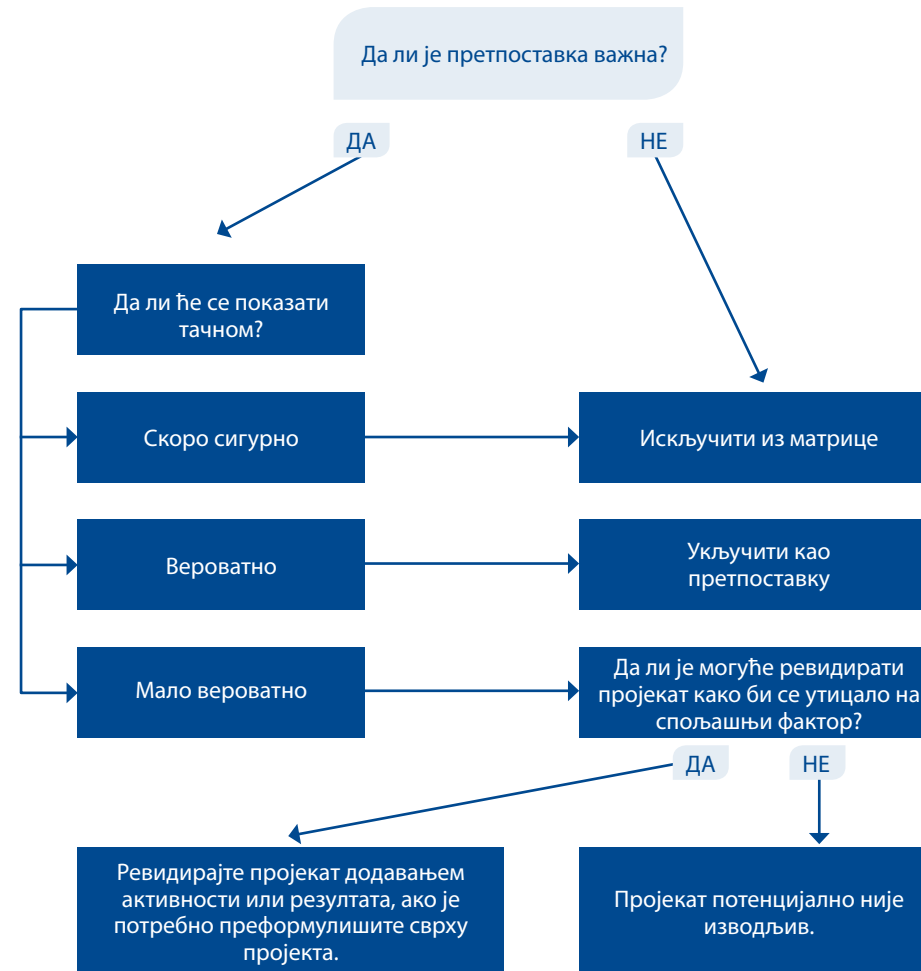 Да ли је претпоставка важна?
ДА
НЕ
Да ли ће се показати
тачном?
Скоро сигурно
Искључити из матрице
Вероватно
Укључити као
претпоставку
Мало вероватно
Да ли је могуће ревидирати
пројекат како би се утицало на
спољашњи фактор?
ДА
НЕ
Ревидирајте пројекат додавањем
активности или резултата, ако је
потребно преформулишите сврху
пројекта.
Пројекат потенцијално није
изводљив.